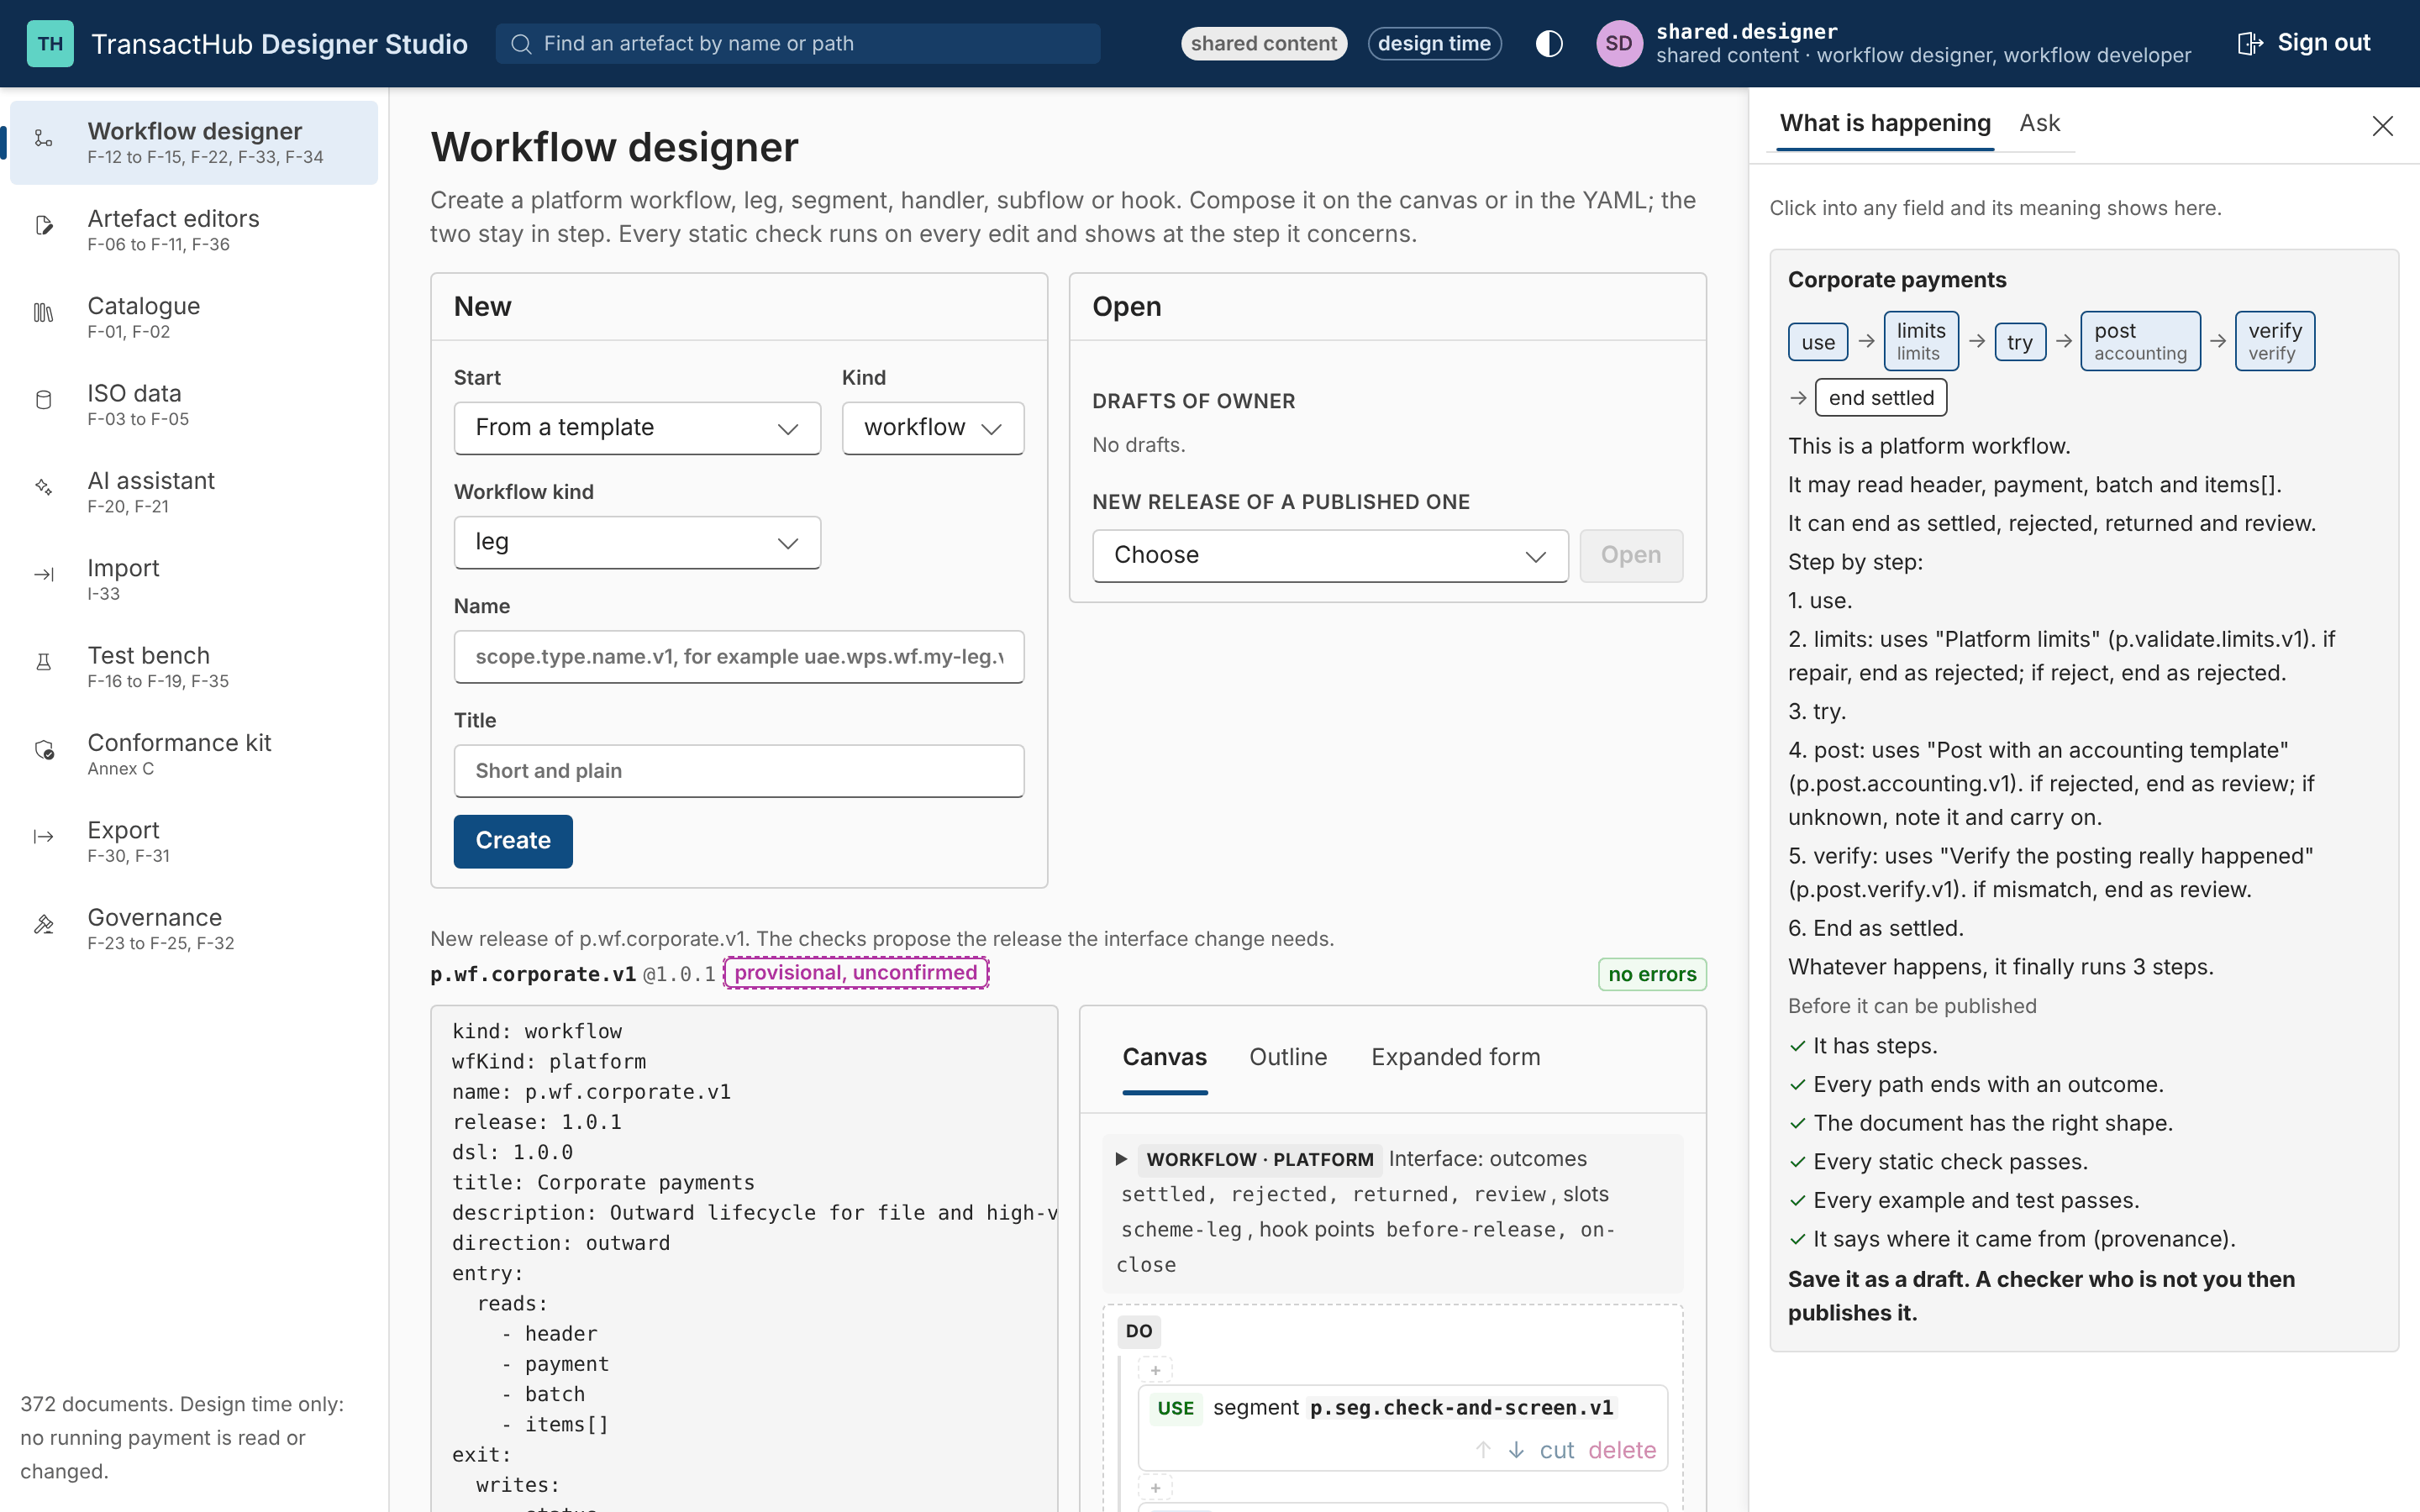 TH TransactHub Designer Studio
Find an artefact by name or path
shared content
design time
SD
shared.designer
shared content · workflow designer, workflow developer
Sign out
Workflow designer
F-12 to F-15, F-22, F-33, F-34
Artefact editors
F-06 to F-11, F-36
Catalogue
F-01, F-02
ISO data
F-03 to F-05
AI assistant
F-20, F-21
Import
I-33
Test bench
F-16 to F-19, F-35
Conformance kit
Annex C
Export
F-30, F-31
Governance
F-23 to F-25, F-32
372 documents. Design time only:
no running payment is read or
changed.
Workflow designer
Create a platform workflow, leg, segment, handler, subflow or hook. Compose it on the canvas or in the YAML; the
two stay in step. Every static check runs on every edit and shows at the step it concerns.
New
Start
From a template
Kind
workflow
Workflow kind
leg
Name
scope.type.name.v1, for example uae.wps.wf.my-leg.v
Title
Short and plain
Create
Open
DRAFTS OF OWNER
No drafts.
NEW RELEASE OF A PUBLISHED ONE
Choose
Open
New release of p.wf.corporate.v1. The checks propose the release the interface change needs.
p.wf.corporate.v1 @1.0.1 provisional, unconfirmed
no errors
kind: workflow
wfKind: platform
name: p.wf.corporate.v1
release: 1.0.1
dsl: 1.0.0
title: Corporate payments
description: Outward lifecycle for file and high-v
direction: outward
entry:
reads:
- header
- payment
- batch
- items[]
exit:
writes:
Canvas
Outline
Expanded form
WORKFLOW · PLATFORM Interface: outcomes
settled, rejected, returned, review, slots
scheme-leg, hook points before-release, on-
close
DO
+
USE segment p.seg.check-and-screen.v1
↑ ↓ cut delete
+
What is happening
Ask
Click into any field and its meaning shows here.
Corporate payments
use → limits → try → post → verify
limits accounting verify
→ end settled
This is a platform workflow.
It may read header, payment, batch and items[].
It can end as settled, rejected, returned and review.
Step by step:
1. use.
2. limits: uses "Platform limits" (p.validate.limits.v1). if
repair, end as rejected; if reject, end as rejected.
3. try.
4. post: uses "Post with an accounting template"
(p.post.accounting.v1). if rejected, end as review; if
unknown, note it and carry on.
5. verify: uses "Verify the posting really happened"
(p.post.verify.v1). if mismatch, end as review.
6. End as settled.
Whatever happens, it finally runs 3 steps.
Before it can be published
✓ It has steps.
✓ Every path ends with an outcome.
✓ The document has the right shape.
✓ Every static check passes.
✓ Every example and test passes.
✓ It says where it came from (provenance).
Save it as a draft. A checker who is not you then
publishes it.